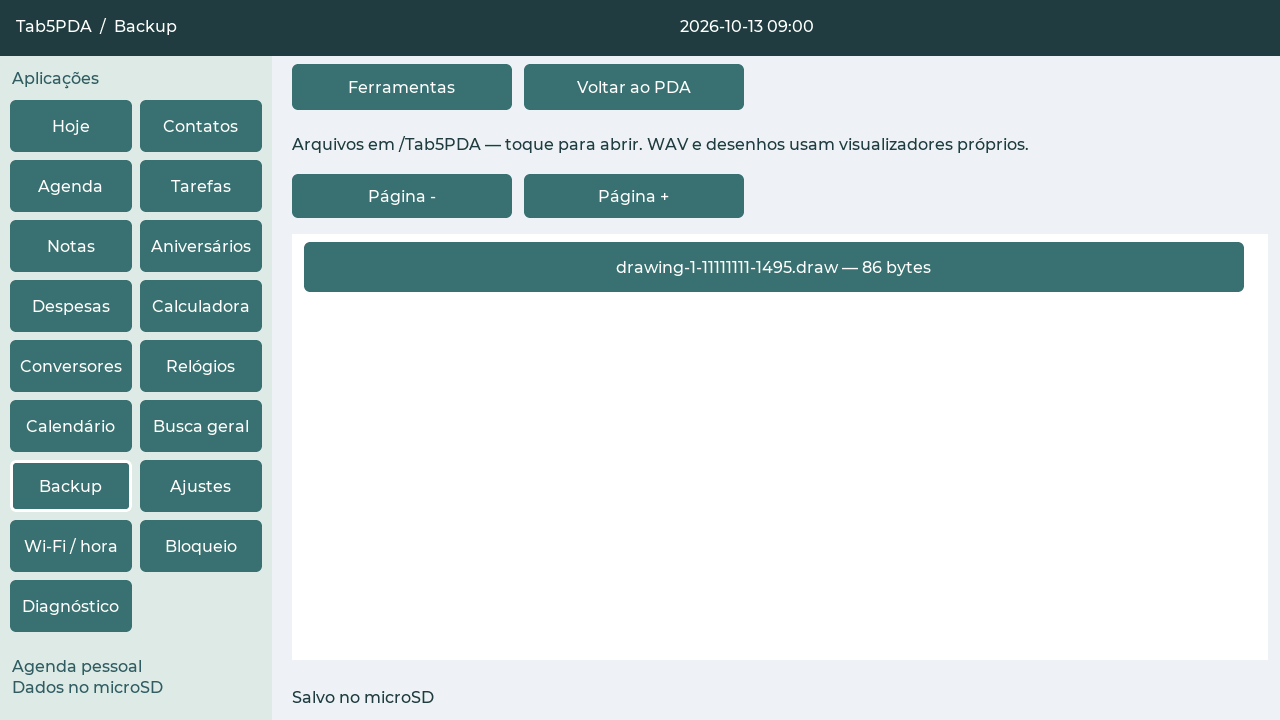 Tab5PDA / Backup
2026-10-13 09:00
Aplicações
Hoje
Contatos
Agenda
Tarefas
Notas
Aniversários
Despesas
Calculadora
Conversores
Relógios
Calendário
Busca geral
Backup
Ajustes
Wi-Fi / hora
Bloqueio
Diagnóstico
Agenda pessoal
Dados no microSD
Ferramentas
Voltar ao PDA
Arquivos em /Tab5PDA — toque para abrir. WAV e desenhos usam visualizadores próprios.
Página -
Página +
drawing-1-11111111-1495.draw — 86 bytes
Salvo no microSD